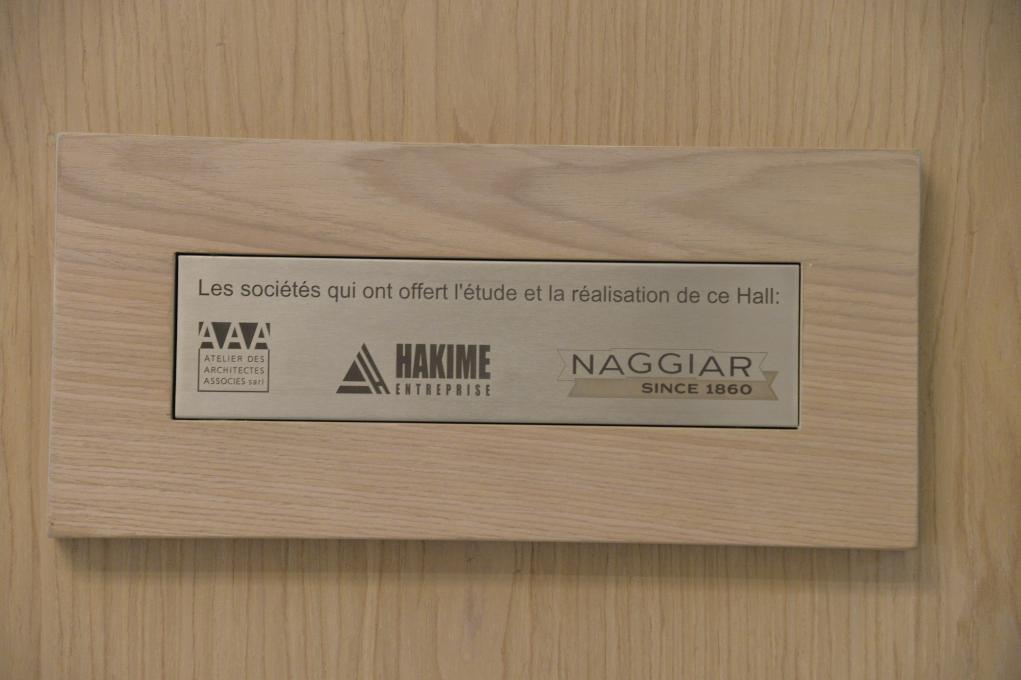 Les sociétés qui ont offert l'étude et la réalisation de ce Hall:
AAA
ATELIER DES
ARCHITECTES
ASSOCIES sarl
HAKIME
ENTREPRISE
NAGGIAR
SINCE 1860